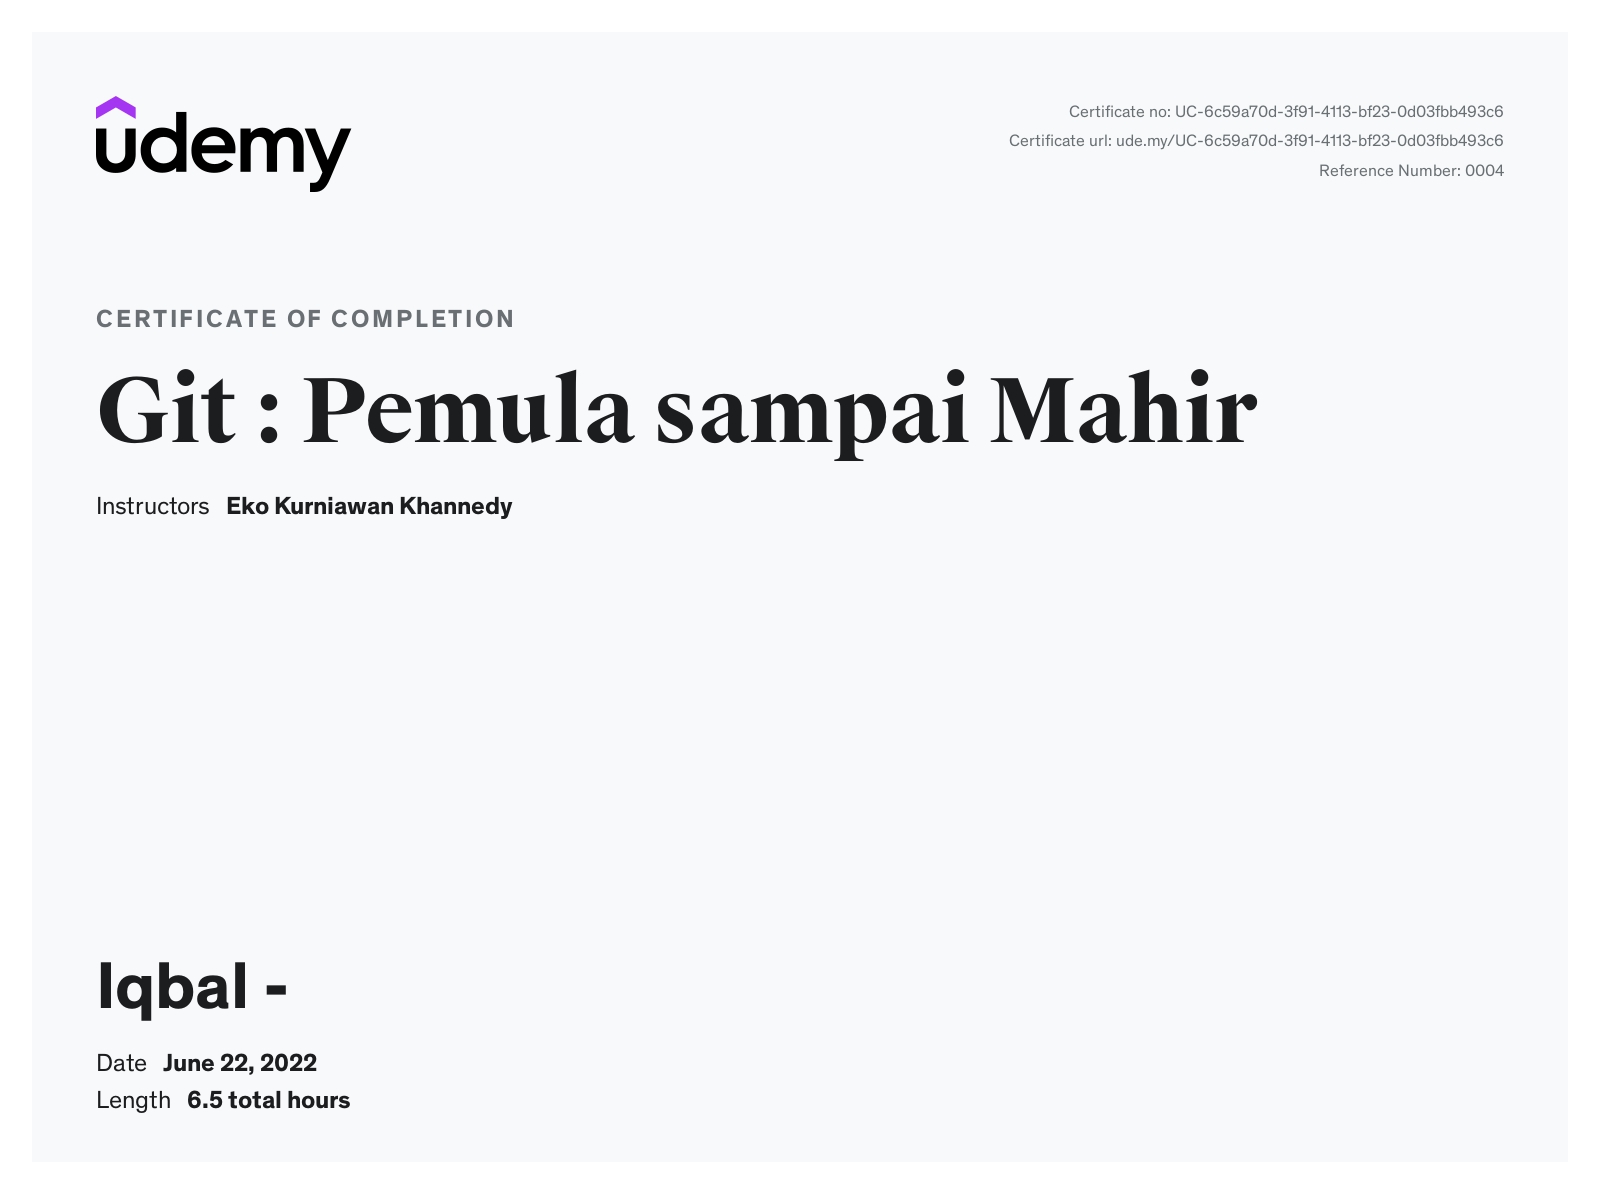 udemy
Certificate no: UC-6c59a70d-3f91-4113-bf23-0d03fbb493c6
Certificate url: ude.my/UC-6c59a70d-3f91-4113-bf23-0d03fbb493c6
Reference Number: 0004
CERTIFICATE OF COMPLETION
Git : Pemula sampai Mahir
Instructors Eko Kurniawan Khannedy
Iqbal -
Date June 22, 2022
Length 6.5 total hours